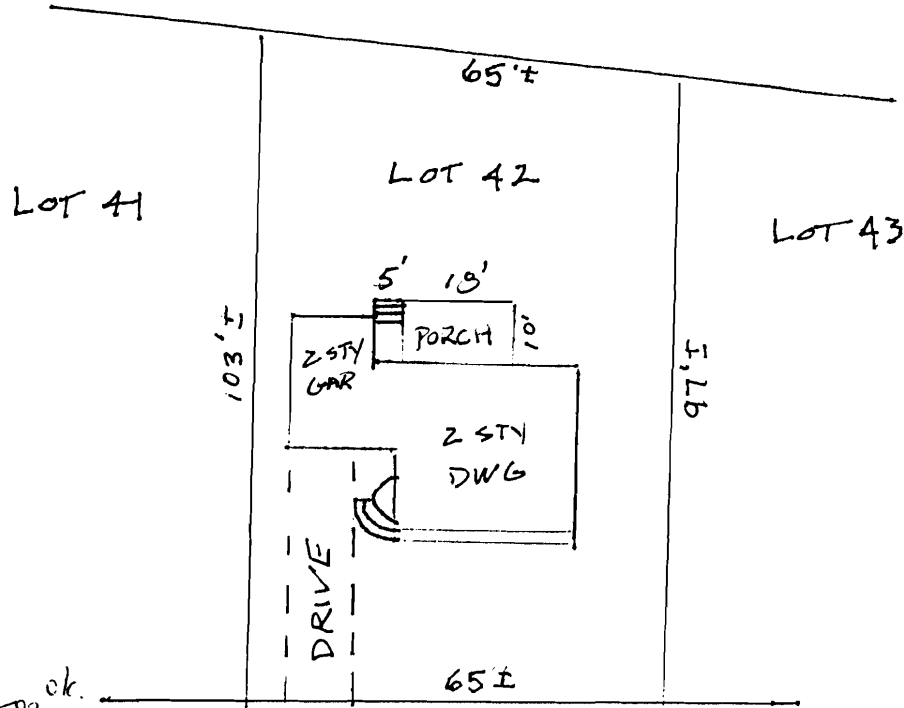 65'±
LOT 42
LOT 41
LOT 43
5' 18'
PORCH
10'
2 STY
GAR
103'±
97'±
2 STY
DWG
DRIVE
65±
ok.